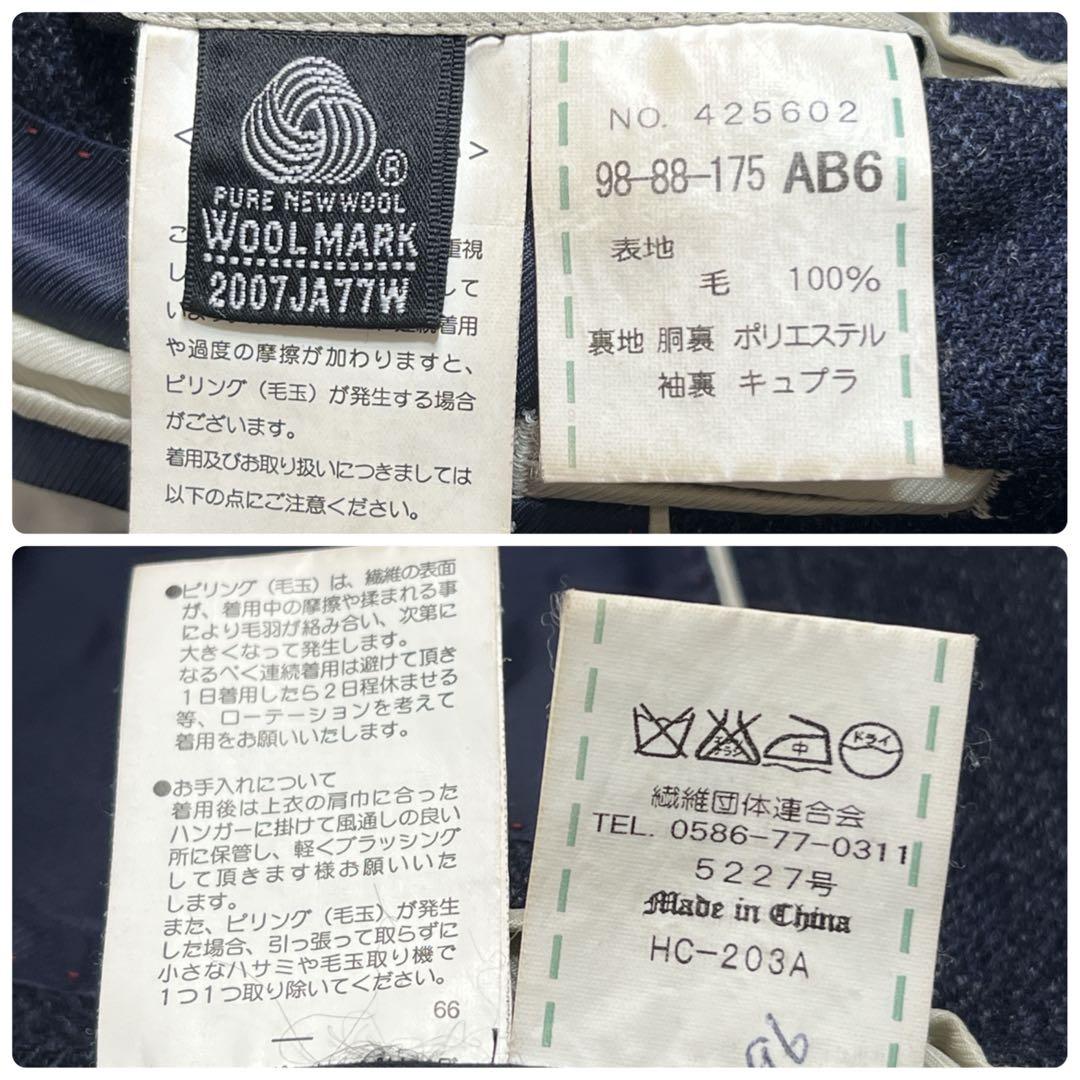 PURE NEW WOOL
WOOLMARK
2007JA77W
®
重視
して
連続着用
や過度の摩擦が加わりますと、
ピリング（毛玉）が発生する場合
がございます。
着用及びお取り扱いにつきましては
以下の点にご注意ください。
NO. 425602
98-88-175 AB6
表地
毛 100%
裏地 胴裏 ポリエステル
袖裏 キュプラ
●ピリング（毛玉）は、繊維の表面
が、着用中の摩擦や揉まれる事
により毛羽が絡み合い、次第に
大きくなって発生します。
なるべく連続着用は避けて頂き
1日着用したら2日程休ませる
等、ローテーションを考えて
着用をお願いいたします。
●お手入れについて
着用後は上衣の肩巾に合った
ハンガーに掛けて風通しの良い
所に保管し、軽くブラッシング
して頂きます様お願いいた
します。
また、ピリング（毛玉）が発生
した場合、引っ張って取らずに
小さなハサミや毛玉取り機で
1つ1つ取り除いてください。
66
中 ドライ
繊維団体連合会
TEL. 0586-77-0311
5227号
Made in China
HC-203A